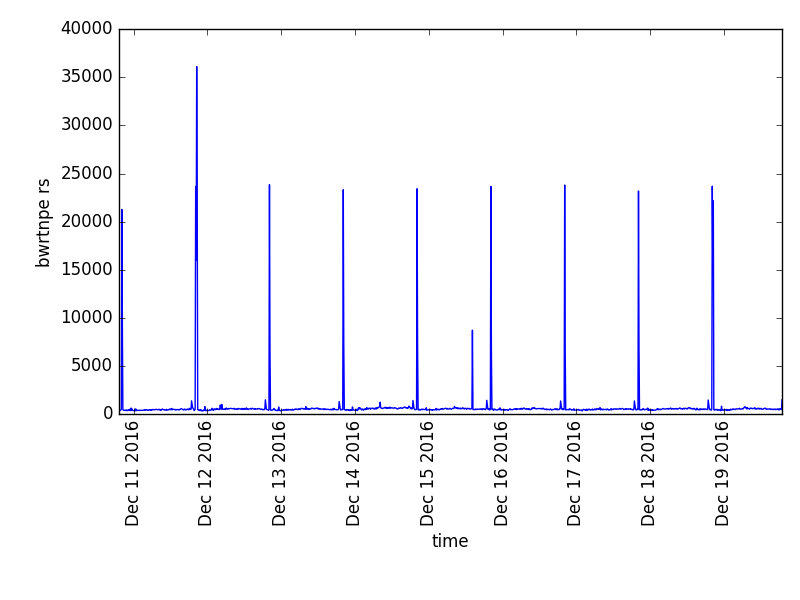 40000
35000
30000
25000
20000
15000
10000
5000
0
bwrtnpe rs
Dec 11 2016
Dec 12 2016
Dec 13 2016
Dec 14 2016
Dec 15 2016
Dec 16 2016
Dec 17 2016
Dec 18 2016
Dec 19 2016
time